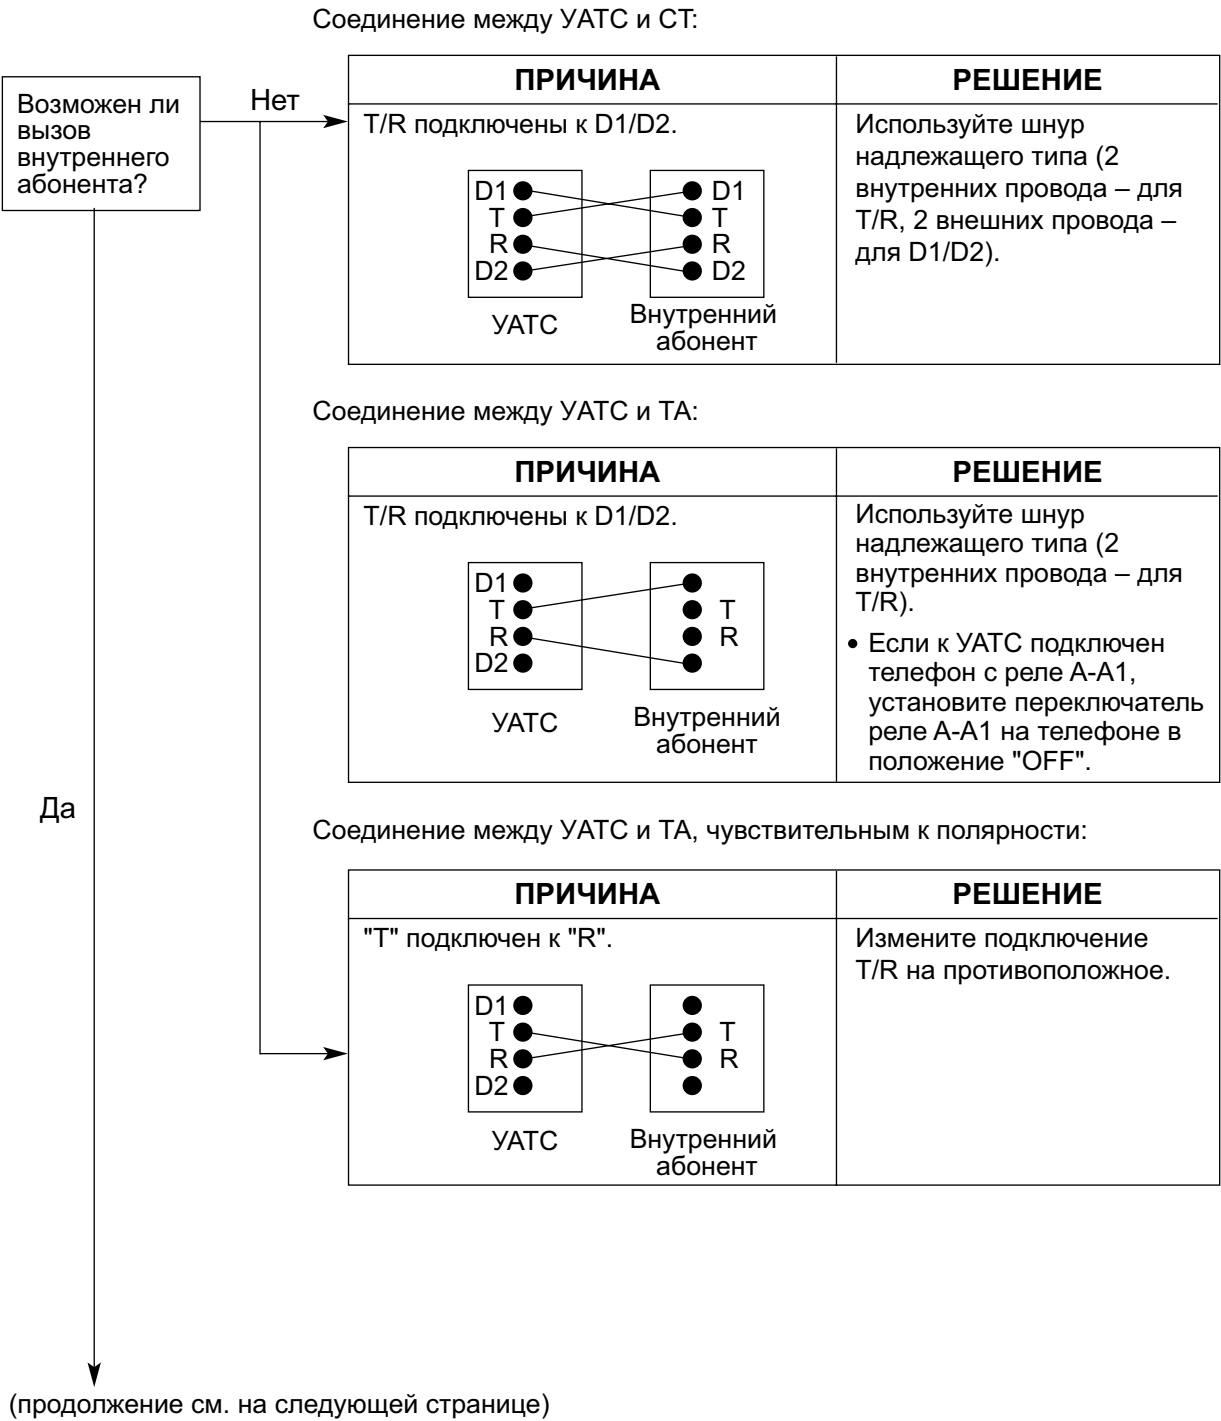 Соединение между УАТС и СТ:
Возможен ли
вызов
внутреннего
абонента?
Нет
ПРИЧИНА
РЕШЕНИЕ
T/R подключены к D1/D2.
D1
T
R
D2
D1
T
R
D2
УАТС
Внутренний
абонент
Используйте шнур
надлежащего типа (2
внутренних провода – для
T/R, 2 внешних провода –
для D1/D2).
Соединение между УАТС и ТА:
ПРИЧИНА
РЕШЕНИЕ
T/R подключены к D1/D2.
D1
T
R
D2
T
R
УАТС
Внутренний
абонент
Используйте шнур
надлежащего типа (2
внутренних провода – для
T/R).
• Если к УАТС подключен
телефон с реле A-A1,
установите переключатель
реле A-A1 на телефоне в
положение "OFF".
Да
Соединение между УАТС и ТА, чувствительным к полярности:
ПРИЧИНА
РЕШЕНИЕ
"T" подключен к "R".
D1
T
R
D2
T
R
УАТС
Внутренний
абонент
Измените подключение
T/R на противоположное.
(продолжение см. на следующей странице)